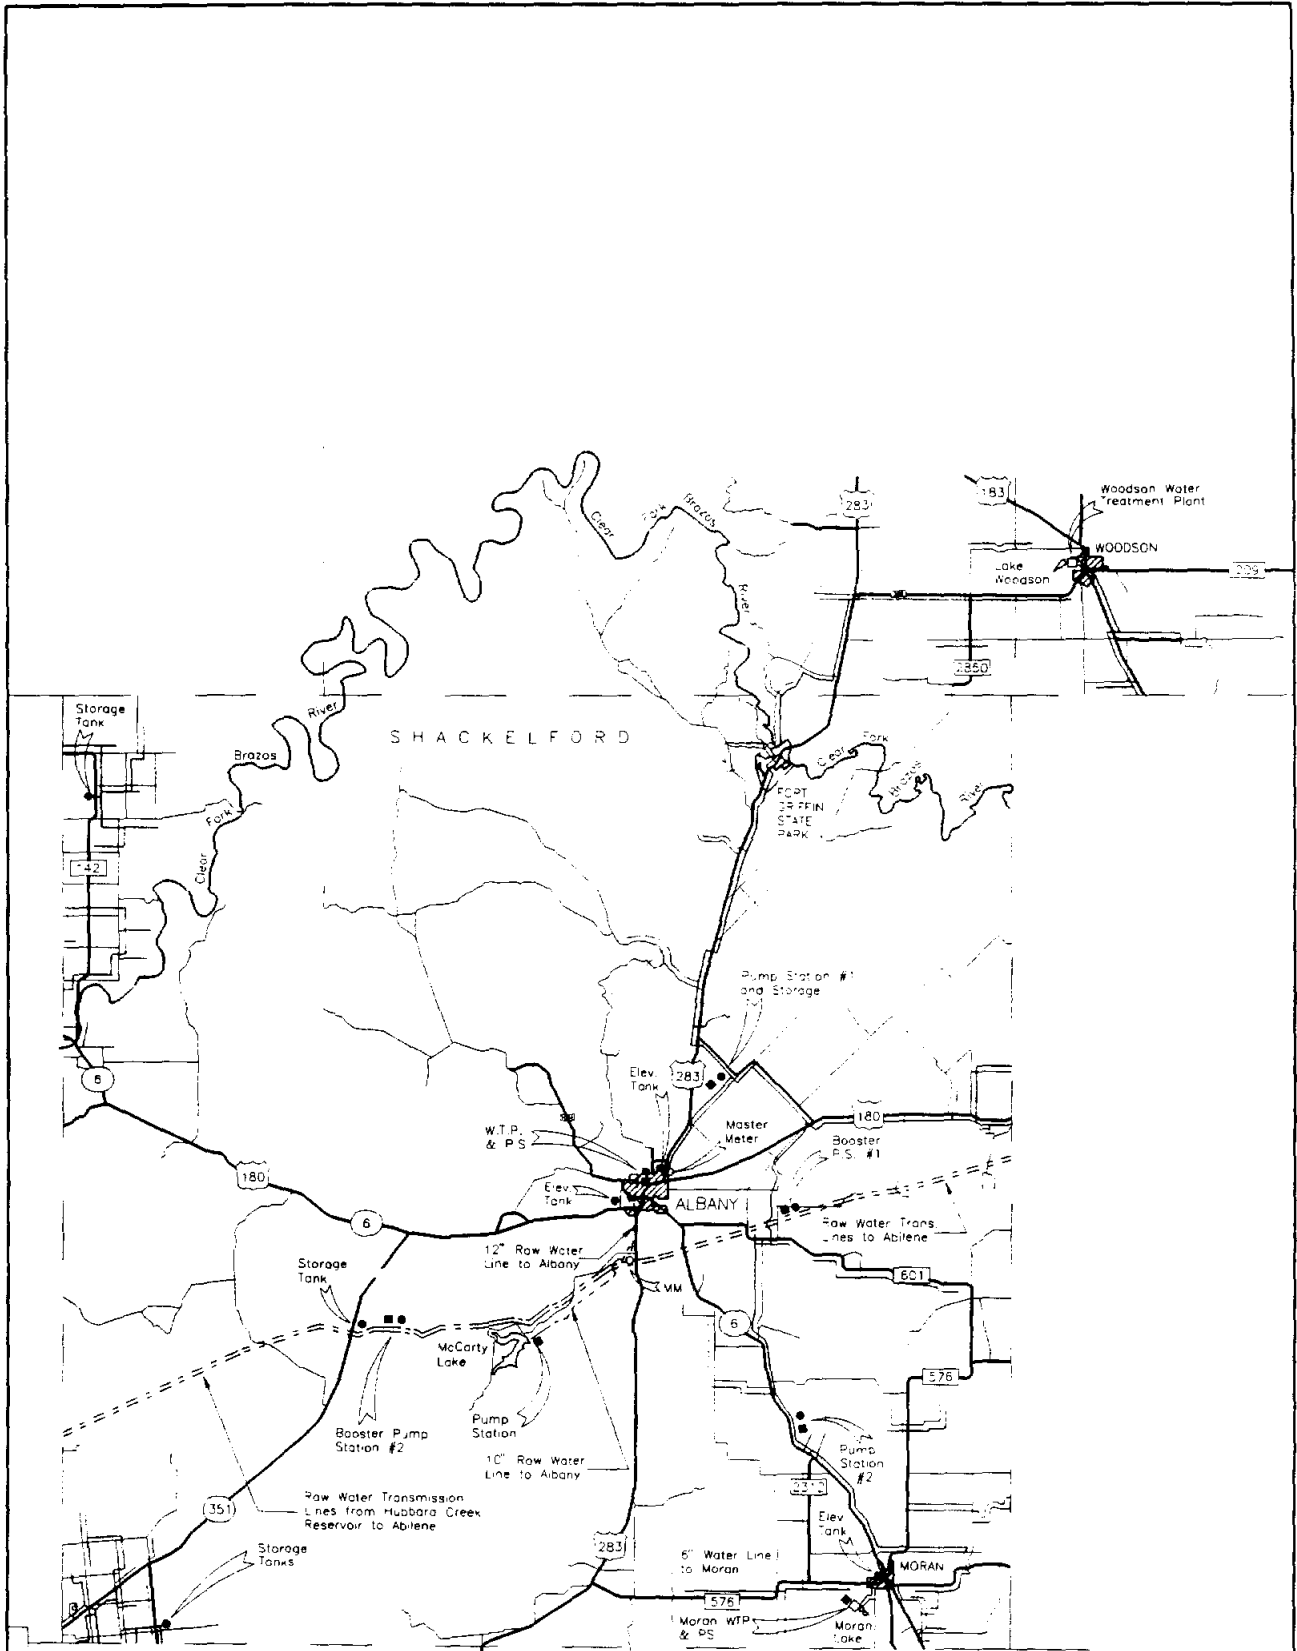 183
Woodson Water
Treatment Plant
283
Clear
Fork
Brazos
River
WOODSON
Lake
Woodson
209
2850
Storage
Tank
River
Brazos
Fork
Clear
SHACKELFORD
Clear
Fork
Brazos
River
FORT
GRIFFIN
STATE
PARK
142
Pump Station #1
and Storage
6
Elev.
Tank
283
W.T.P.
& P.S.
Master
Meter
180
Booster
P.S. #1
180
Elev.
Tank
ALBANY
6
Raw Water Trans.
Lines to Abilene
12" Raw Water
Line to Albany
Storage
Tank
MM
601
6
McCarty
Lake
576
Booster Pump
Station #2
Pump
Station
Pump
Station
#2
10" Raw Water
Line to Albany
2312
Raw Water Transmission
Lines from Hubbard Creek
Reservoir to Abilene
351
Elev.
Tank
Storage
Tanks
283
6" Water Line
to Moran
MORAN
576
Moran WTP
& PS
Moran
Lake